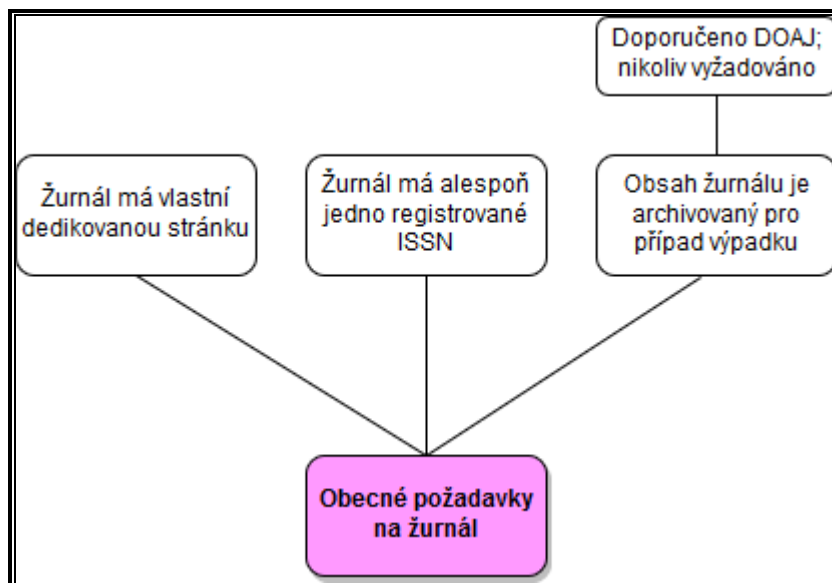 Doporučeno DOAJ;
nikoliv vyžadováno
Žurnál má vlastní
dedikovanou stránku
Žurnál má alespoň
jedno registrované
ISSN
Obsah žurnálu je
archivovaný pro
případ výpadku
Obecné požadavky
na žurnál